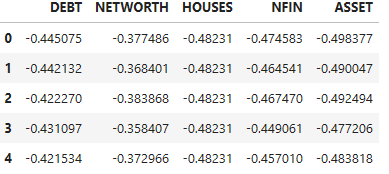 DEBT NETWORTH HOUSES NFIN ASSET
0 -0.445075 -0.377486 -0.48231 -0.474583 -0.498377
1 -0.442132 -0.368401 -0.48231 -0.464541 -0.490047
2 -0.422270 -0.383868 -0.48231 -0.467470 -0.492494
3 -0.431097 -0.358407 -0.48231 -0.449061 -0.477206
4 -0.421534 -0.372966 -0.48231 -0.457010 -0.483818